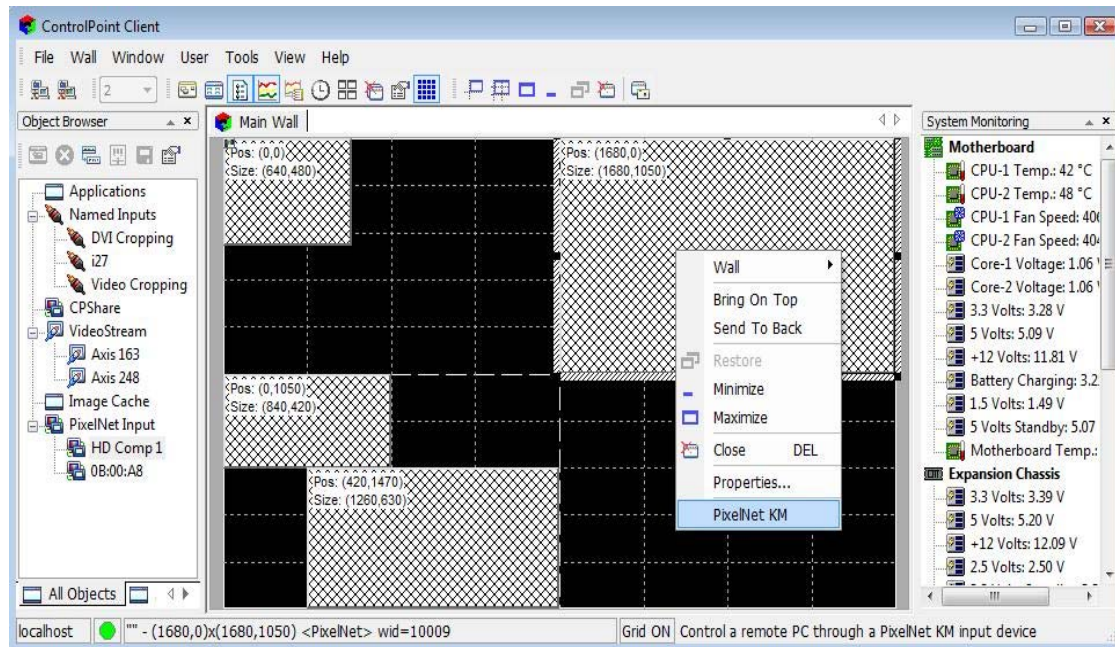 ControlPoint Client
File Wall Window User Tools View Help
2
Object Browser
Applications
Named Inputs
DVI Cropping
i27
Video Cropping
CPShare
VideoStream
Axis 163
Axis 248
Image Cache
PixelNet Input
HD Comp 1
0B:00:A8
All Objects
Main Wall
Pos: (0,0)
Size: (640,480)
Pos: (1680,0)
Size: (1680,1050)
Pos: (0,1050)
Size: (840,420)
Pos: (420,1470)
Size: (1260,630)
Wall
Bring On Top
Send To Back
Restore
Minimize
Maximize
Close DEL
Properties...
PixelNet KM
System Monitoring
Motherboard
CPU-1 Temp.: 42 °C
CPU-2 Temp.: 48 °C
CPU-1 Fan Speed:
CPU-2 Fan Speed:
Core-1 Voltage: 1.06
Core-2 Voltage: 1.06
3.3 Volts: 3.28 V
5 Volts: 5.09 V
+12 Volts: 11.81 V
Battery Charging: 3.2
1.5 Volts: 1.49 V
5 Volts Standby: 5.07
Motherboard Temp.:
Expansion Chassis
3.3 Volts: 3.39 V
5 Volts: 5.20 V
+12 Volts: 12.09 V
2.5 Volts: 2.50 V
localhost "" - (1680,0)x(1680,1050) <PixelNet> wid=10009 Grid ON Control a remote PC through a PixelNet KM input device